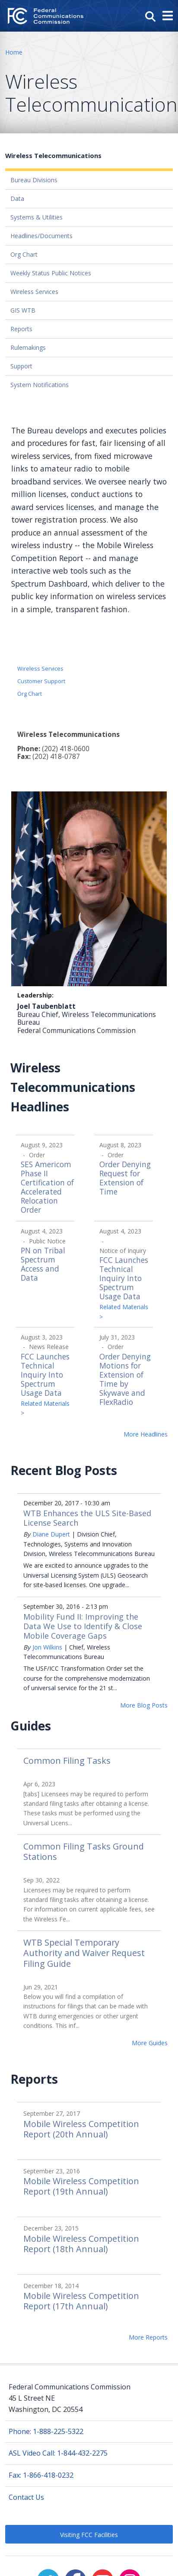 FC Federal
Communications
Commission
Home
Wireless
Telecommunication
Wireless Telecommunications
Bureau Divisions
Data
Systems & Utilities
Headlines/Documents
Org Chart
Weekly Status Public Notices
Wireless Services
GIS WTB
Reports
Rulemakings
Support
System Notifications
The Bureau develops and executes policies
and procedures for fast, fair licensing of all
wireless services, from fixed microwave
links to amateur radio to mobile
broadband services. We oversee nearly two
million licenses, conduct auctions to
award services licenses, and manage the
tower registration process. We also
produce an annual assessment of the
wireless industry -- the Mobile Wireless
Competition Report -- and manage
interactive web tools such as the
Spectrum Dashboard, which deliver to the
public key information on wireless services
in a simple, transparent fashion.
Wireless Services
Customer Support
Org Chart
Wireless Telecommunications
Phone: (202) 418-0600
Fax: (202) 418-0787
Leadership:
Joel Taubenblatt
Bureau Chief, Wireless Telecommunications
Bureau
Federal Communications Commission
Wireless
Telecommunications
Headlines
August 9, 2023
- Order
SES Americom
Phase II
Certification of
Accelerated
Relocation
Order
August 8, 2023
- Order
Order Denying
Request for
Extension of
Time
August 4, 2023
- Public Notice
PN on Tribal
Spectrum
Access and
Data
August 4, 2023
-
Notice of Inquiry
FCC Launches
Technical
Inquiry Into
Spectrum
Usage Data
Related Materials
>
August 3, 2023
- News Release
FCC Launches
Technical
Inquiry Into
Spectrum
Usage Data
Related Materials
>
July 31, 2023
- Order
Order Denying
Motions for
Extension of
Time by
Skywave and
FlexRadio
More Headlines
Recent Blog Posts
December 20, 2017 - 10:30 am
WTB Enhances the ULS Site-Based
License Search
By Diane Dupert | Division Chief,
Technologies, Systems and Innovation
Division, Wireless Telecommunications Bureau
We are excited to announce upgrades to the
Universal Licensing System (ULS) Geosearch
for site-based licenses. One upgrade...
September 30, 2016 - 2:13 pm
Mobility Fund II: Improving the
Data We Use to Identify & Close
Mobile Coverage Gaps
By Jon Wilkins | Chief, Wireless
Telecommunications Bureau
The USF/ICC Transformation Order set the
course for the comprehensive modernization
of universal service for the 21 st...
More Blog Posts
Guides
Common Filing Tasks
Apr 6, 2023
[tabs] Licensees may be required to perform
standard filing tasks after obtaining a license.
These tasks must be performed using the
Universal Licens...
Common Filing Tasks Ground
Stations
Sep 30, 2022
Licensees may be required to perform
standard filing tasks after obtaining a license.
For information on current applicable fees, see
the Wireless Fe...
WTB Special Temporary
Authority and Waiver Request
Filing Guide
Jun 29, 2021
Below you will find a compilation of
instructions for filings that can be made with
WTB during emergencies or other urgent
conditions. This inf...
More Guides
Reports
September 27, 2017
Mobile Wireless Competition
Report (20th Annual)
September 23, 2016
Mobile Wireless Competition
Report (19th Annual)
December 23, 2015
Mobile Wireless Competition
Report (18th Annual)
December 18, 2014
Mobile Wireless Competition
Report (17th Annual)
More Reports
Federal Communications Commission
45 L Street NE
Washington, DC 20554
Phone: 1-888-225-5322
ASL Video Call: 1-844-432-2275
Fax: 1-866-418-0232
Contact Us
Visiting FCC Facilities